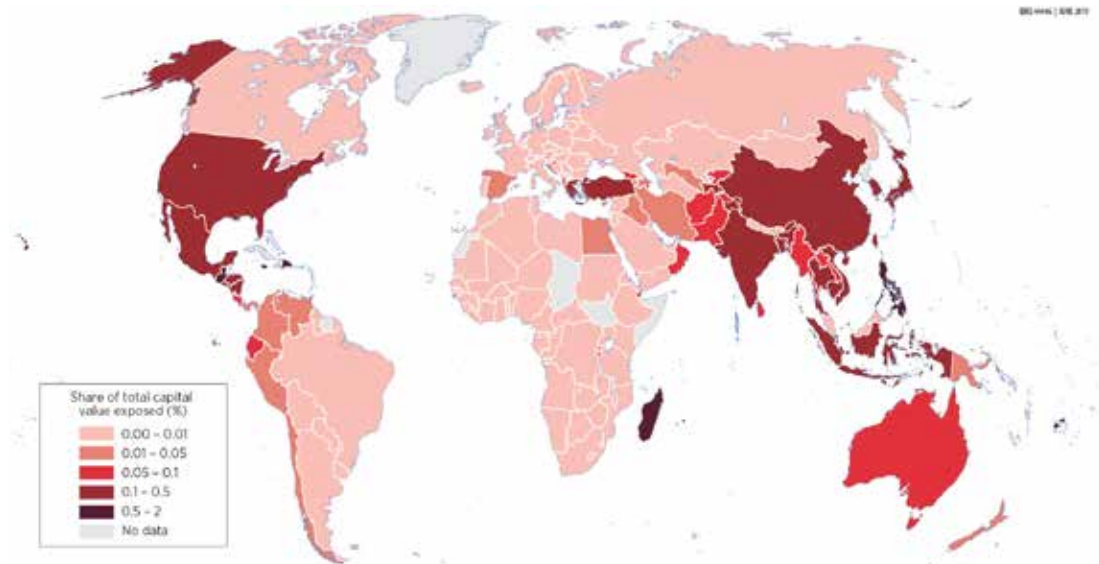 Share of total capital
value exposed (%)
0.00 – 0.01
0.01 – 0.05
0.05 – 0.1
0.1 – 0.5
0.5 – 2
No data